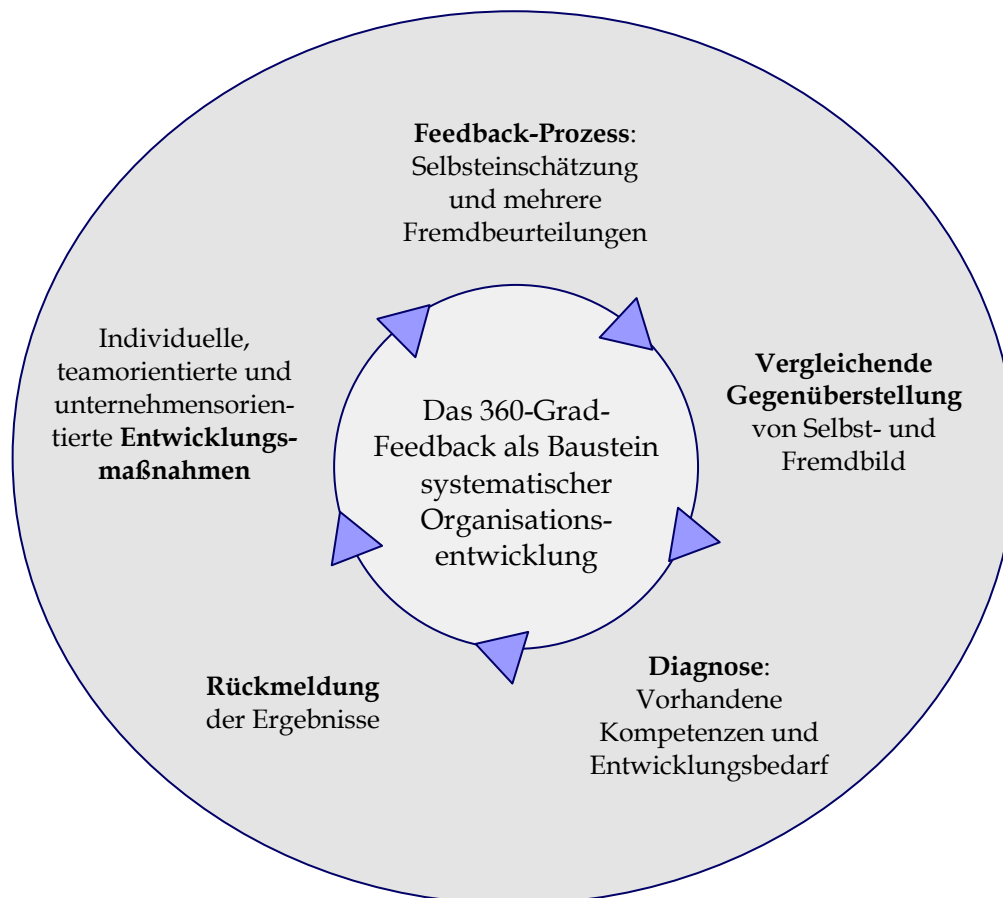 Feedback-Prozess:
Selbsteinschätzung
und mehrere
Fremdbeurteilungen
Vergleichende
Gegenüberstellung
von Selbst- und
Fremdbild
Diagnose:
Vorhandene
Kompetenzen und
Entwicklungsbedarf
Rückmeldung
der Ergebnisse
Individuelle,
teamorientierte und
unternehmensorien-
tierte Entwicklungs-
maßnahmen
Das 360-Grad-
Feedback als Baustein
systematischer
Organisations-
entwicklung